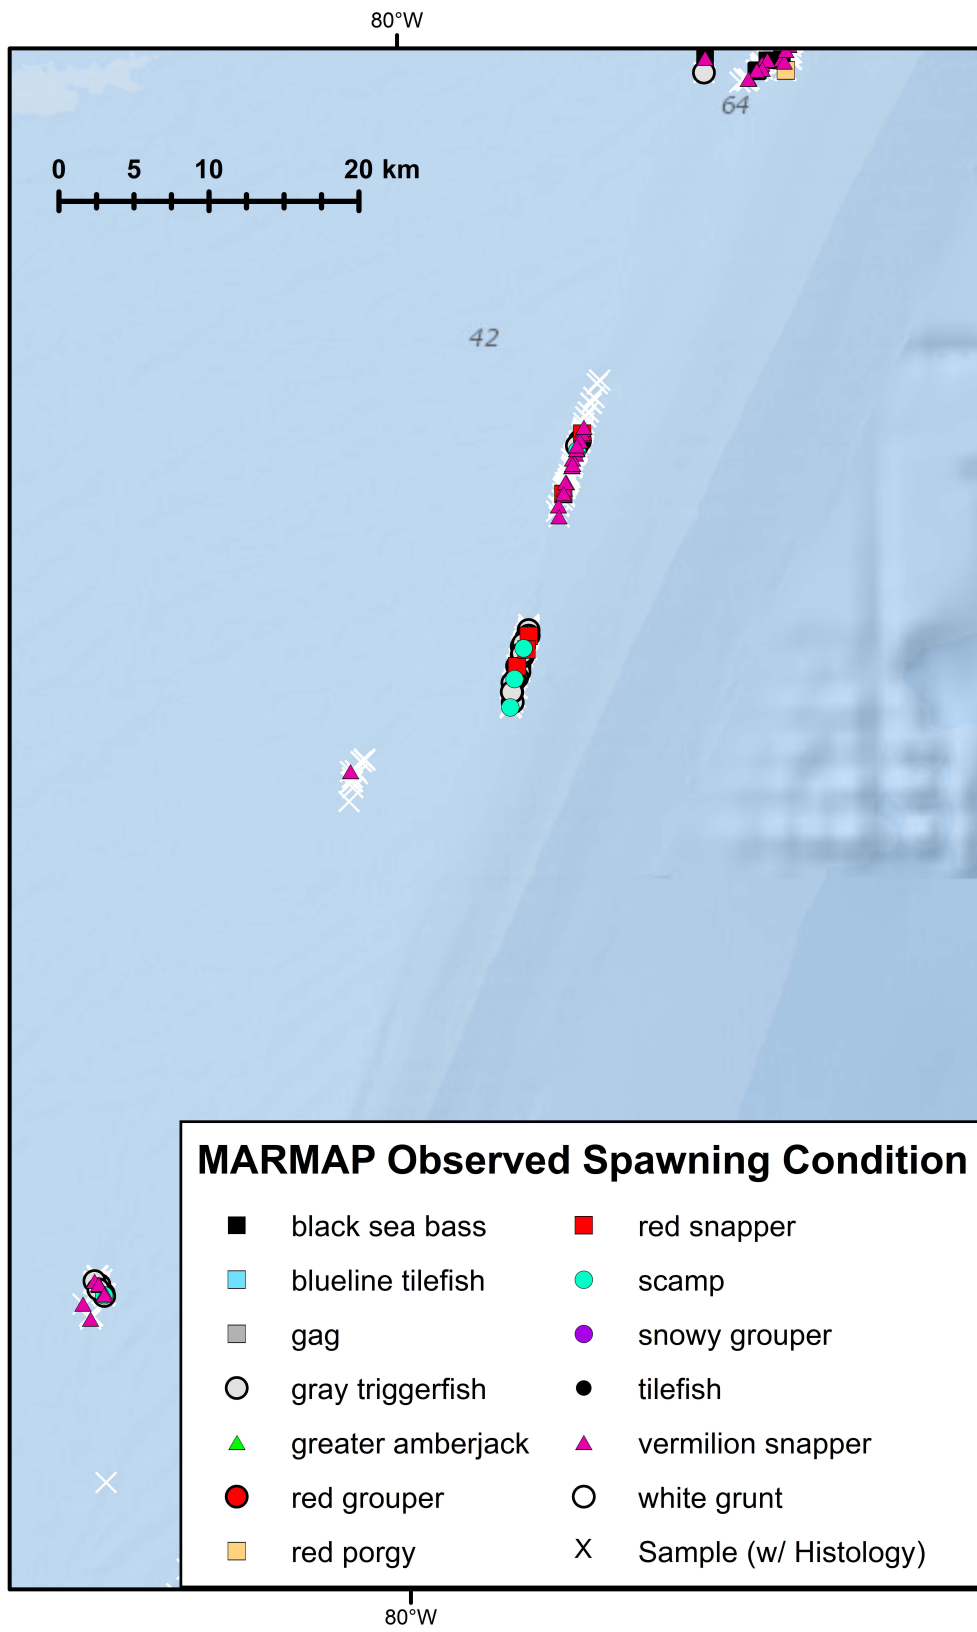 80°W
64
0 5 10 20 km
42
MARMAP Observed Spawning Condition
black sea bass
red snapper
blueline tilefish
scamp
gag
snowy grouper
gray triggerfish
tilefish
greater amberjack
vermilion snapper
red grouper
white grunt
red porgy
X Sample (w/ Histology)
80°W